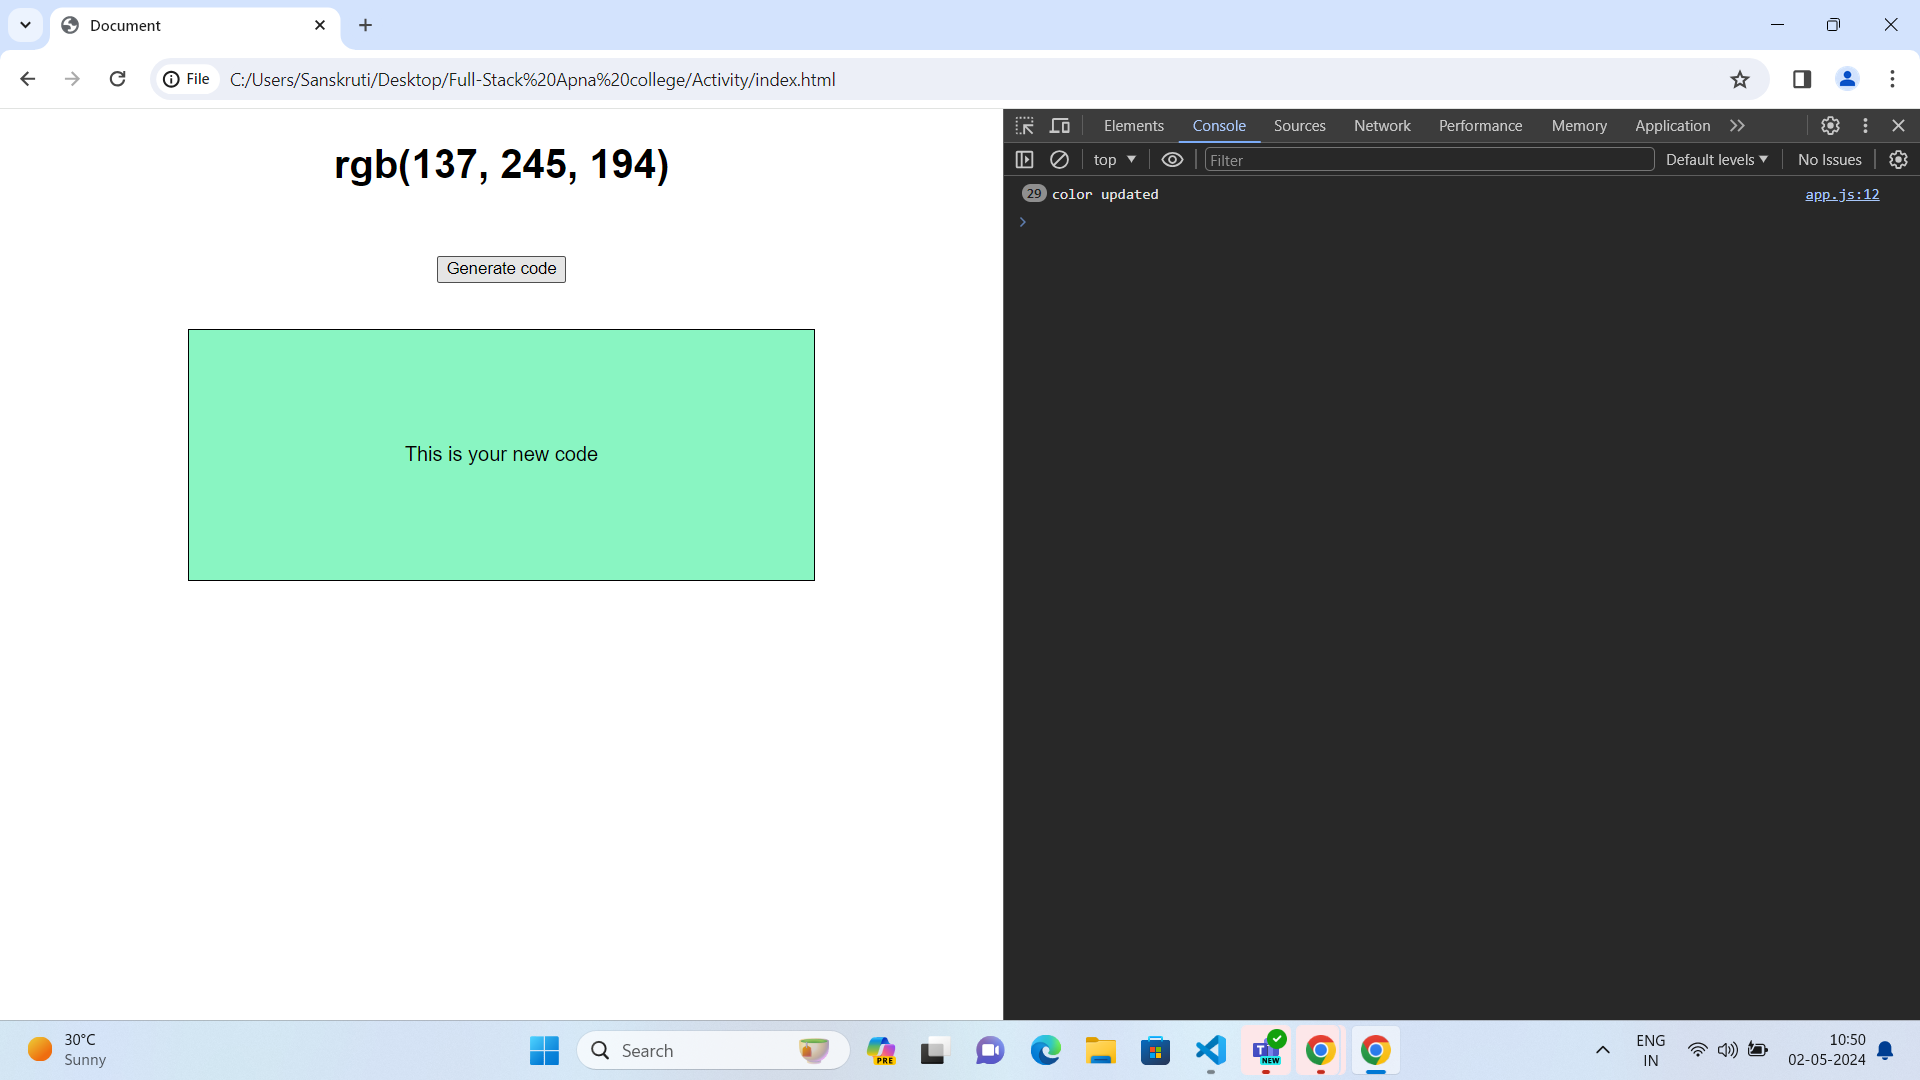 Document
File
C:/Users/Sanskruti/Desktop/Full-Stack%20Apna%20college/Activity/index.html
rgb(137, 245, 194)
Generate code
This is your new code
Elements Console Sources Network Performance Memory Application
top Filter Default levels No Issues
29 color updated app.js:12
30°C
Sunny
Search
PRE
T
NEW
ENG
IN
10:50
02-05-2024